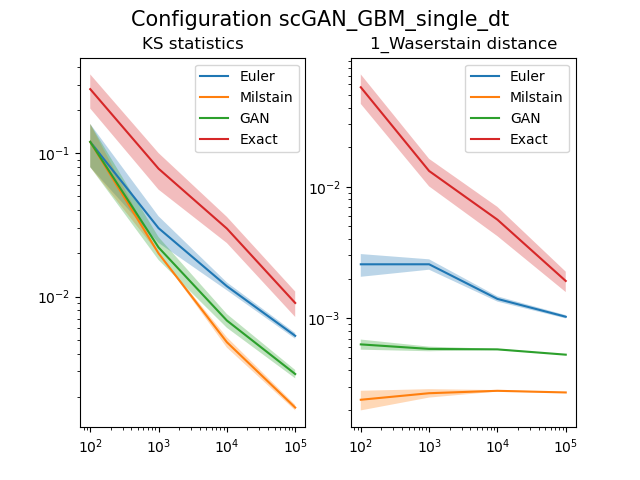 Configuration scGAN_GBM_single_dt
KS statistics
Euler
Milstain
GAN
Exact
10⁻¹
10⁻²
10²
10³
10⁴
10⁵
1_Waserstain distance
Euler
Milstain
GAN
Exact
10⁻²
10⁻³
10²
10³
10⁴
10⁵